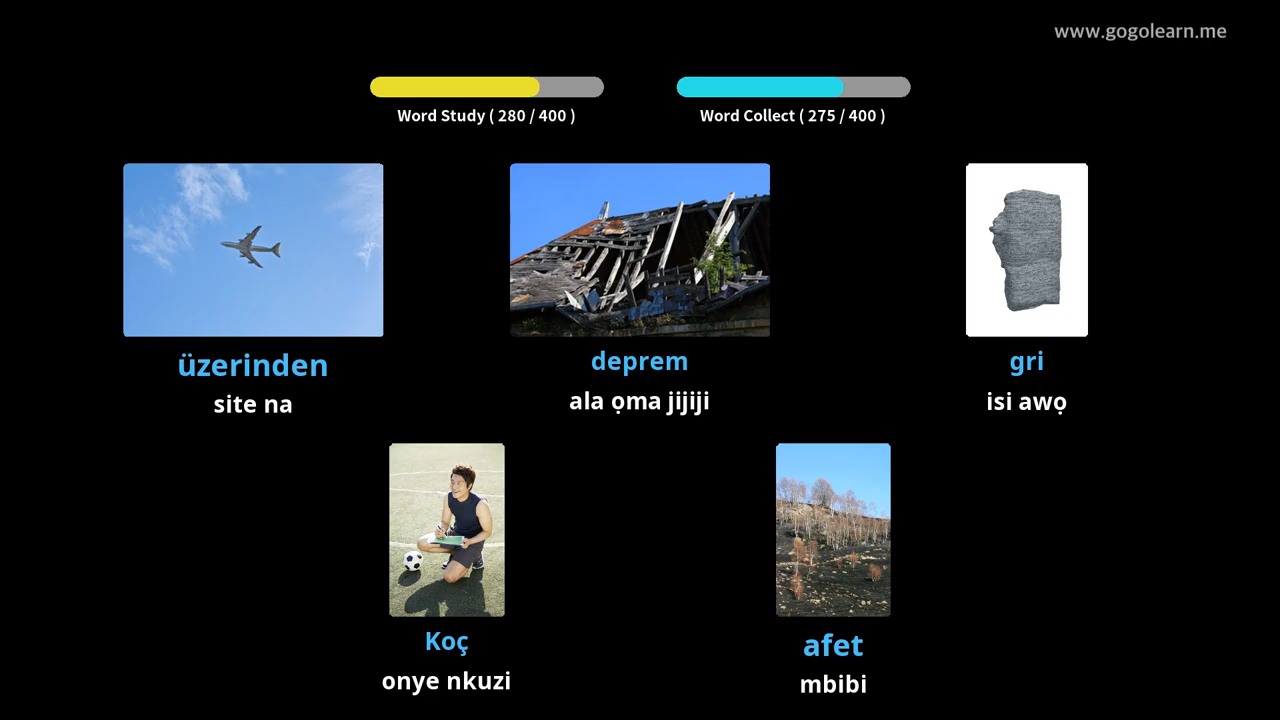 www.gogolearn.me
Word Study ( 280 / 400 )
Word Collect ( 275 / 400 )
üzerinden
site na
deprem
ala ọma jijiji
gri
isi awọ
Koç
onye nkuzi
afet
mbibi